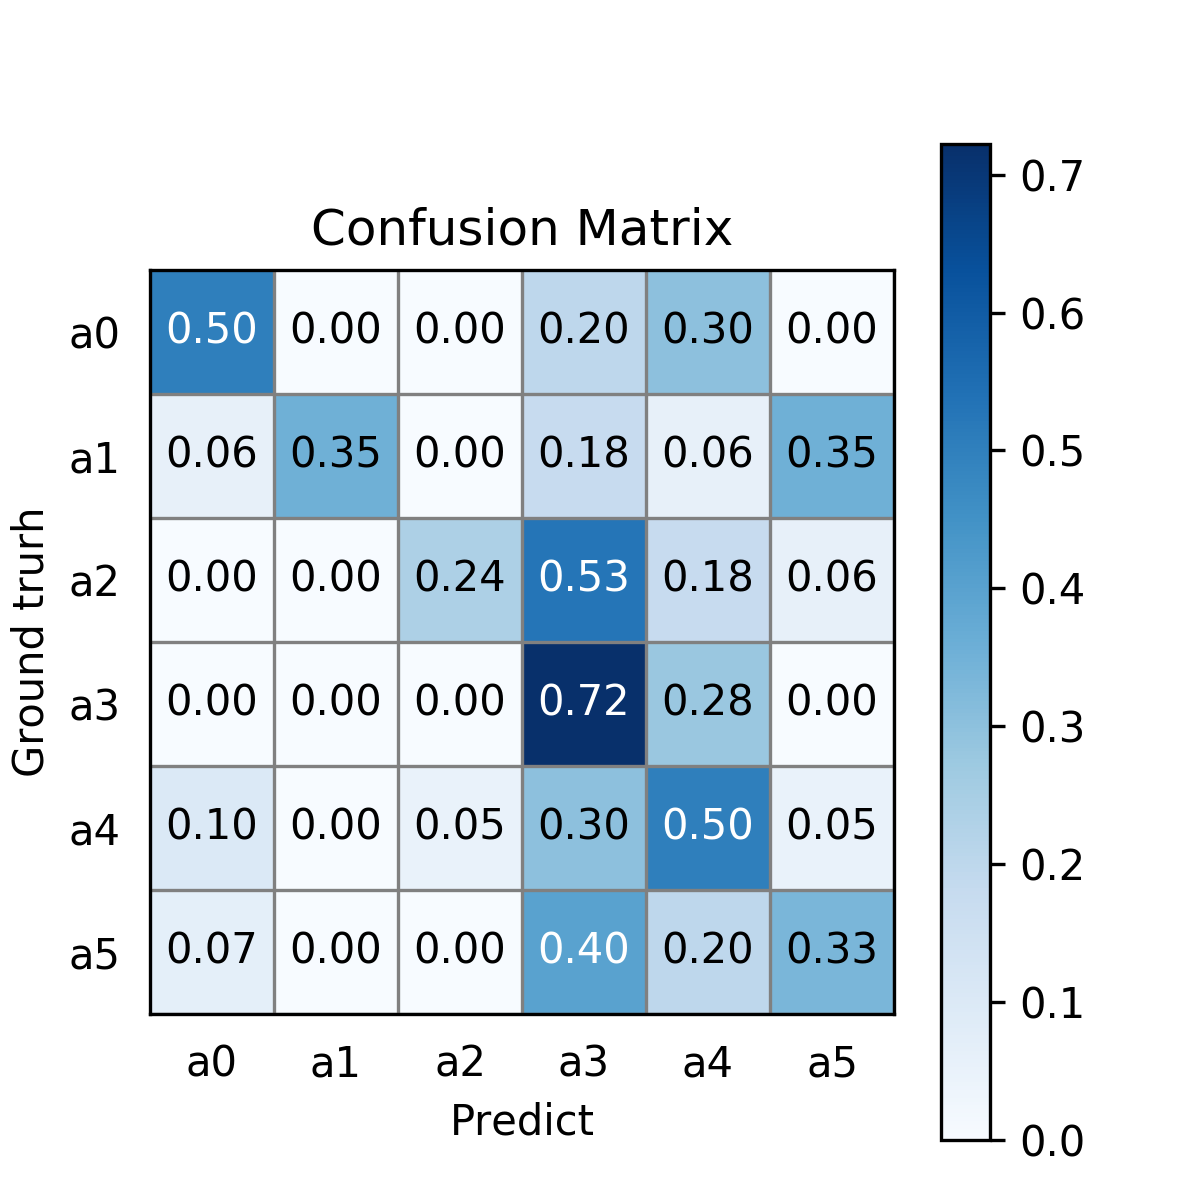 Confusion Matrix
a0 0.50 0.00 0.00 0.20 0.30 0.00
a1 0.06 0.35 0.00 0.18 0.06 0.35
a2 0.00 0.00 0.24 0.53 0.18 0.06
a3 0.00 0.00 0.00 0.72 0.28 0.00
a4 0.10 0.00 0.05 0.30 0.50 0.05
a5 0.07 0.00 0.00 0.40 0.20 0.33
a0 a1 a2 a3 a4 a5
Predict
Ground trurh
0.7
0.6
0.5
0.4
0.3
0.2
0.1
0.0